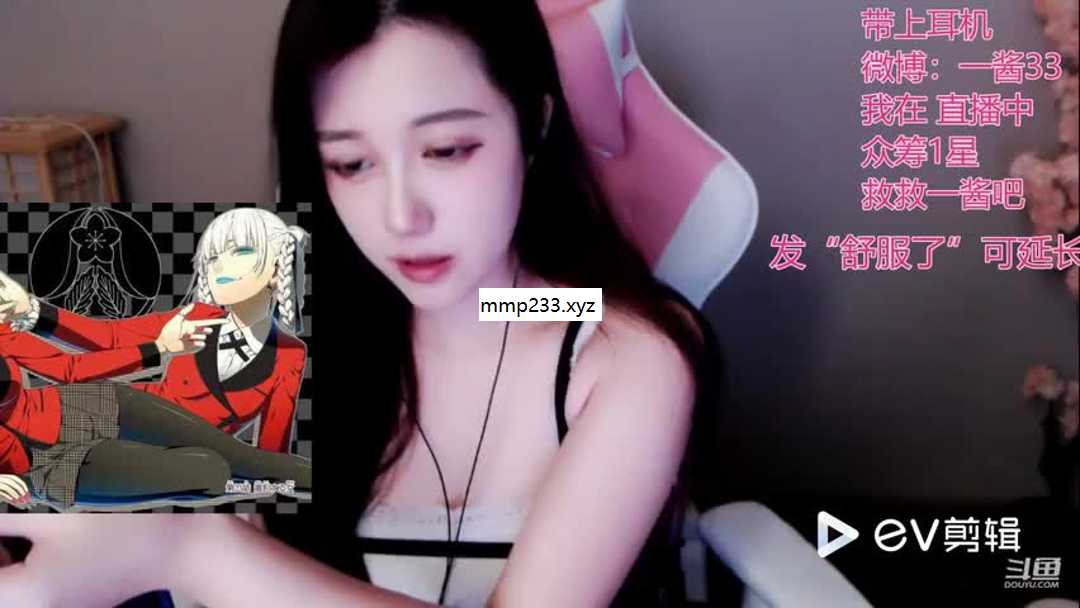 带上耳机
微博：一酱33
我在 直播中
众筹1星
救救一酱吧
发“舒服了”可延长
mmp233.xyz
ev剪辑
斗鱼
DOUYU.COM